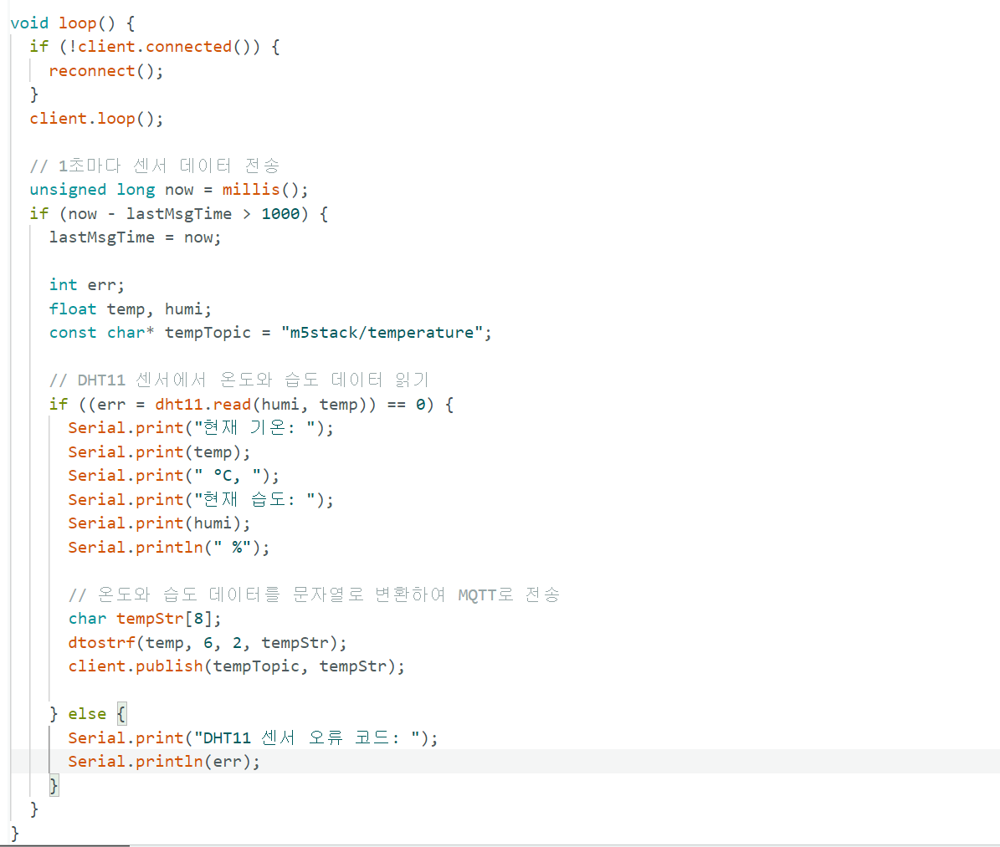 void loop() {
  if (!client.connected()) {
    reconnect();
  }
  client.loop();

  // 1초마다 센서 데이터 전송
  unsigned long now = millis();
  if (now - lastMsgTime > 1000) {
    lastMsgTime = now;

    int err;
    float temp, humi;
    const char* tempTopic = "m5stack/temperature";

    // DHT11 센서에서 온도와 습도 데이터 읽기
    if ((err = dht11.read(humi, temp)) == 0) {
      Serial.print("현재 기온: ");
      Serial.print(temp);
      Serial.print(" °C, ");
      Serial.print("현재 습도: ");
      Serial.print(humi);
      Serial.println(" %");

      // 온도와 습도 데이터를 문자열로 변환하여 MQTT로 전송
      char tempStr[8];
      dtostrf(temp, 6, 2, tempStr);
      client.publish(tempTopic, tempStr);

    } else {
      Serial.print("DHT11 센서 오류 코드: ");
      Serial.println(err);
    }
  }
}